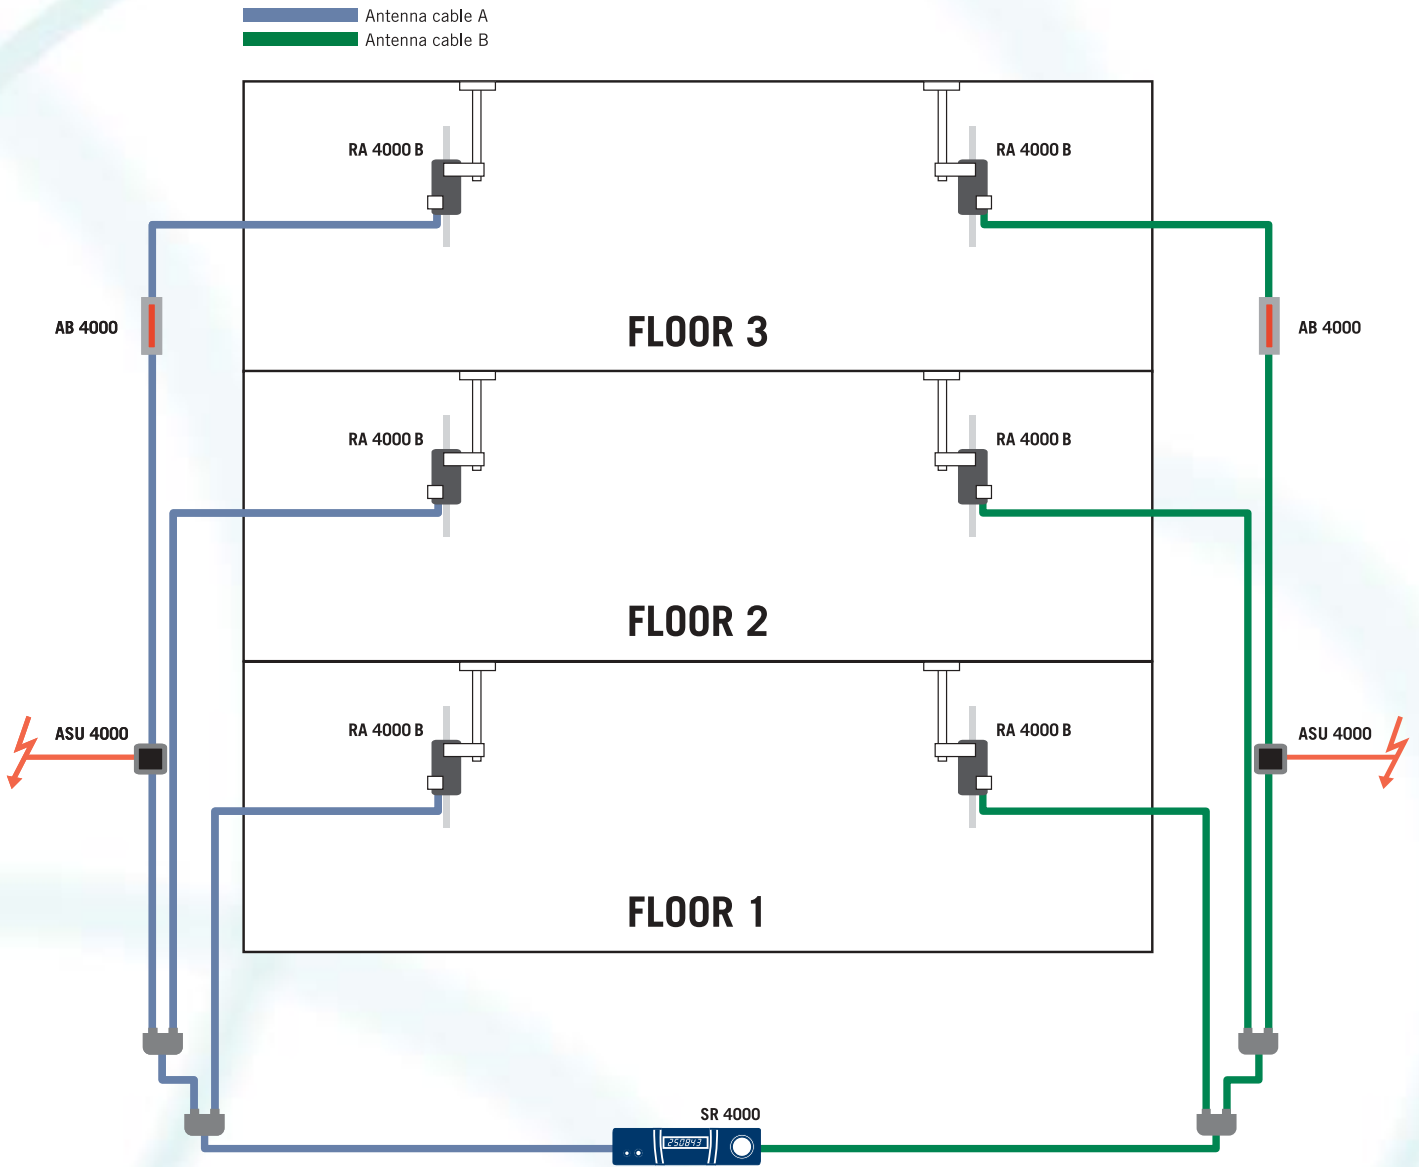 Antenna cable A
Antenna cable B
RA 4000 B
RA 4000 B
AB 4000
AB 4000
FLOOR 3
RA 4000 B
RA 4000 B
FLOOR 2
RA 4000 B
RA 4000 B
ASU 4000
ASU 4000
FLOOR 1
SR 4000
250843